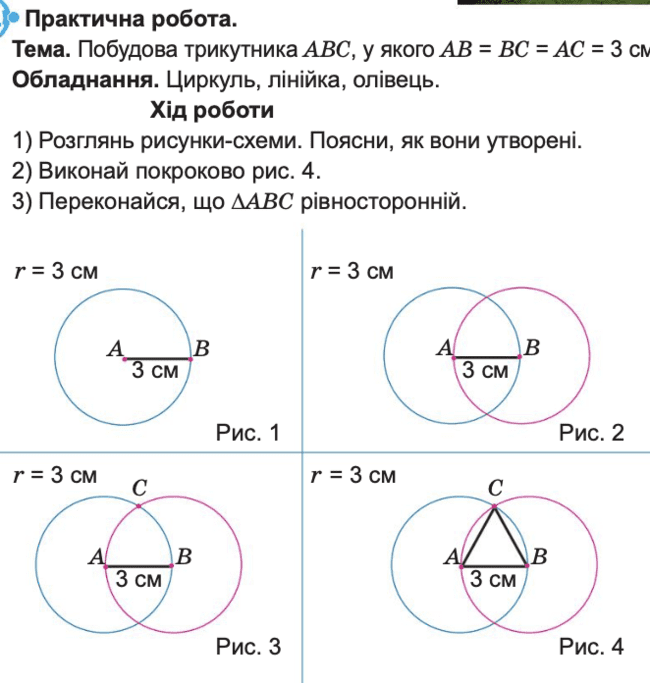 Практична робота.
Тема. Побудова трикутника ABC, у якого AB = BC = AC = 3 см
Обладнання. Циркуль, лінійка, олівець.
Хід роботи
1) Розглянь рисунки-схеми. Поясни, як вони утворені.
2) Виконай покроково рис. 4.
3) Переконайся, що ΔABC рівносторонній.
r = 3 см
A B
3 см
Рис. 1
r = 3 см
A B
3 см
Рис. 2
r = 3 см
C
A B
3 см
Рис. 3
r = 3 см
C
A B
3 см
Рис. 4